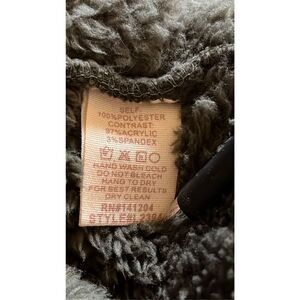 SELF:
100%POLYESTER
CONTRAST:
97%ACRYLIC
3%SPANDEX
HAND WASH COLD
DO NOT BLEACH
HANG TO DRY
FOR BEST RESULTS
DRY CLEAN
RN#141204